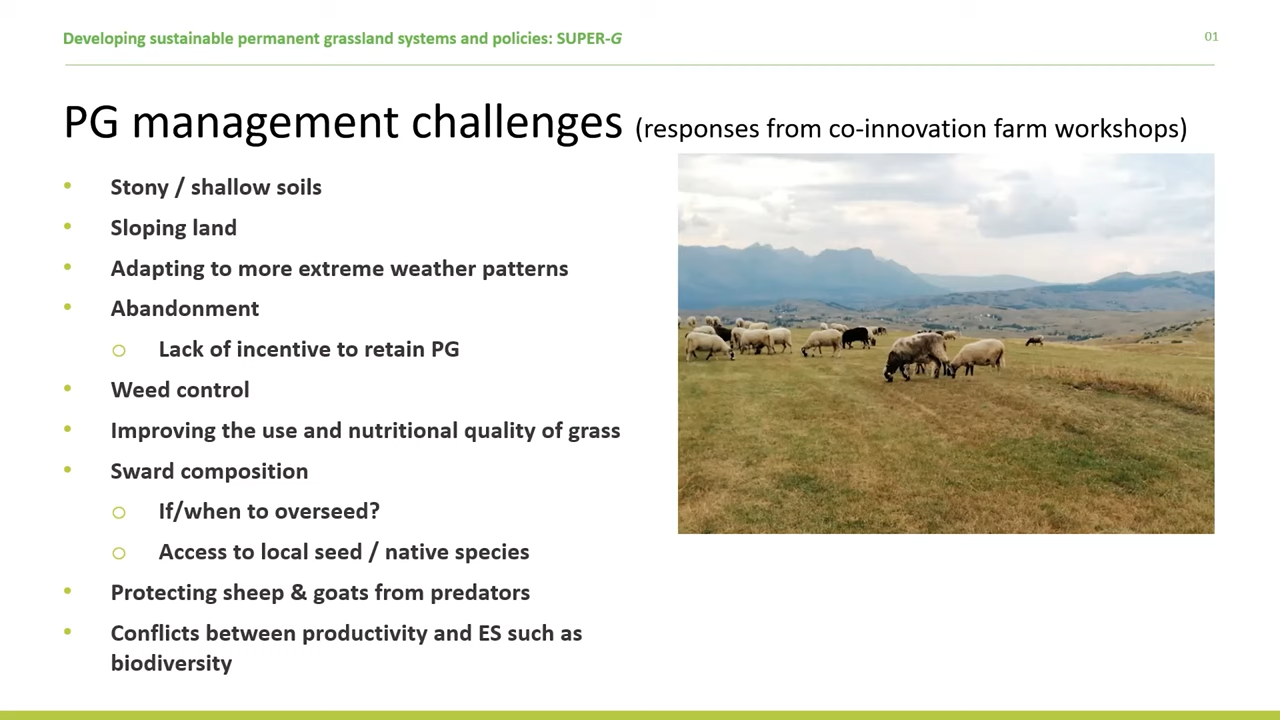 Developing sustainable permanent grassland systems and policies: SUPER-G
01
PG management challenges (responses from co-innovation farm workshops)
• Stony / shallow soils
• Sloping land
• Adapting to more extreme weather patterns
• Abandonment
o Lack of incentive to retain PG
• Weed control
• Improving the use and nutritional quality of grass
• Sward composition
o If/when to overseed?
o Access to local seed / native species
• Protecting sheep & goats from predators
• Conflicts between productivity and ES such as
biodiversity